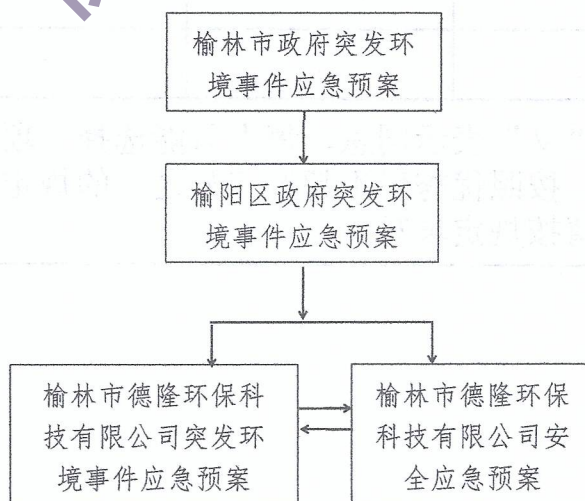 榆林市政府突发环
境事件应急预案
榆阳区政府突发环
境事件应急预案
榆林市德隆环保科
技有限公司突发环
境事件应急预案
榆林市德隆环保
科技有限公司安
全应急预案